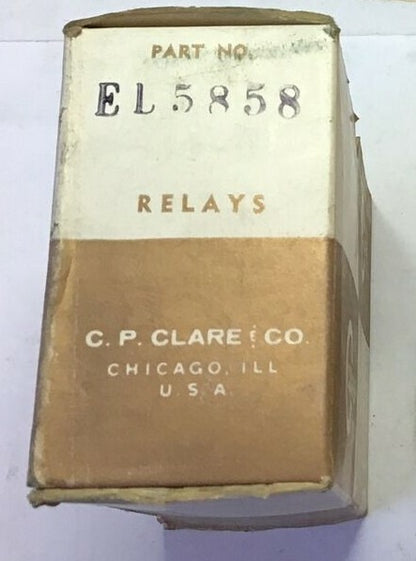 PART NO.
EL5858
RELAYS
C. P. CLARE & CO.
CHICAGO, ILL
U. S. A.